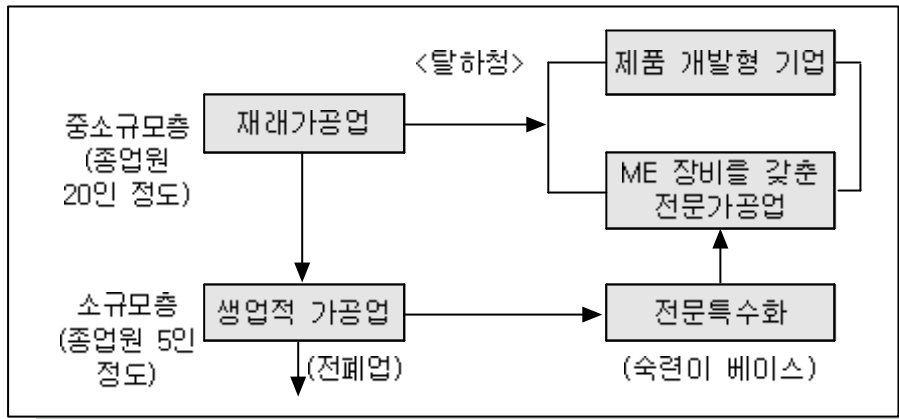 <탈하청>
제품 개발형 기업
중소규모층
(종업원
20인 정도)
재래가공업
ME 장비를 갖춘
전문가공업
소규모층
(종업원 5인
정도)
생업적 가공업
(전폐업)
전문특수화
(숙련이 베이스)